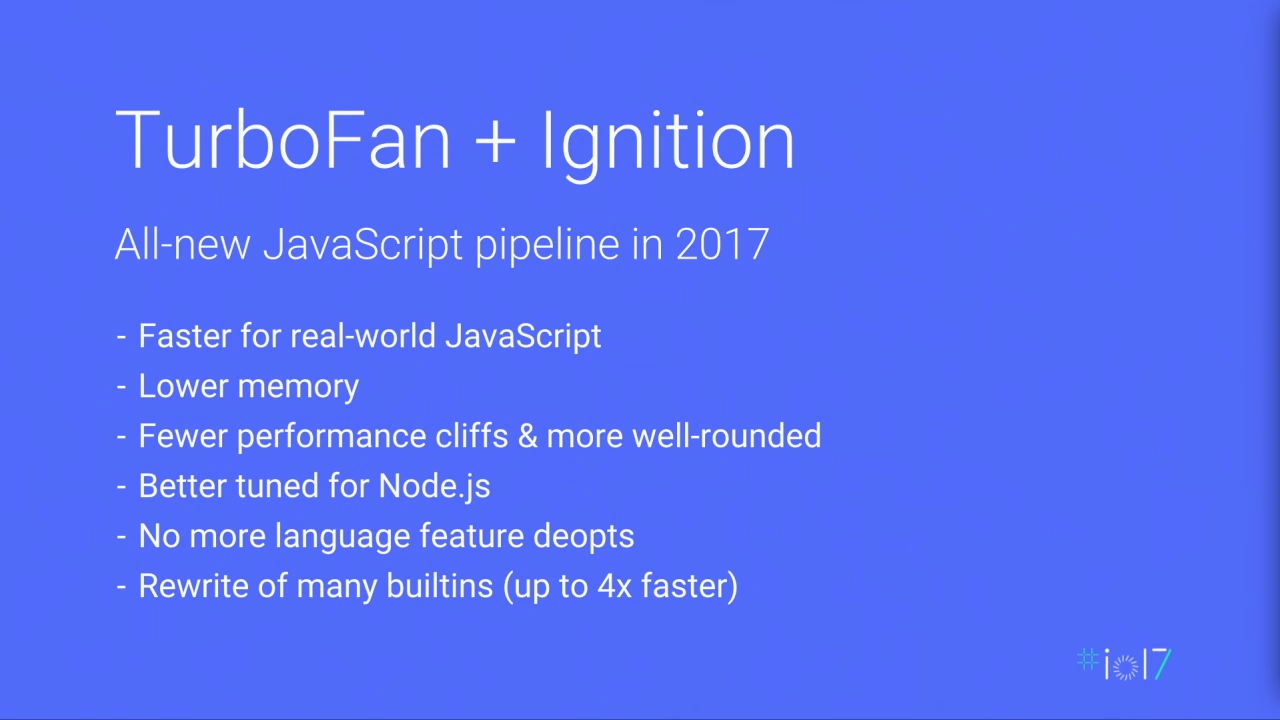 TurboFan + Ignition
All-new JavaScript pipeline in 2017
- Faster for real-world JavaScript
- Lower memory
- Fewer performance cliffs & more well-rounded
- Better tuned for Node.js
- No more language feature deopts
- Rewrite of many builtins (up to 4x faster)
#io17